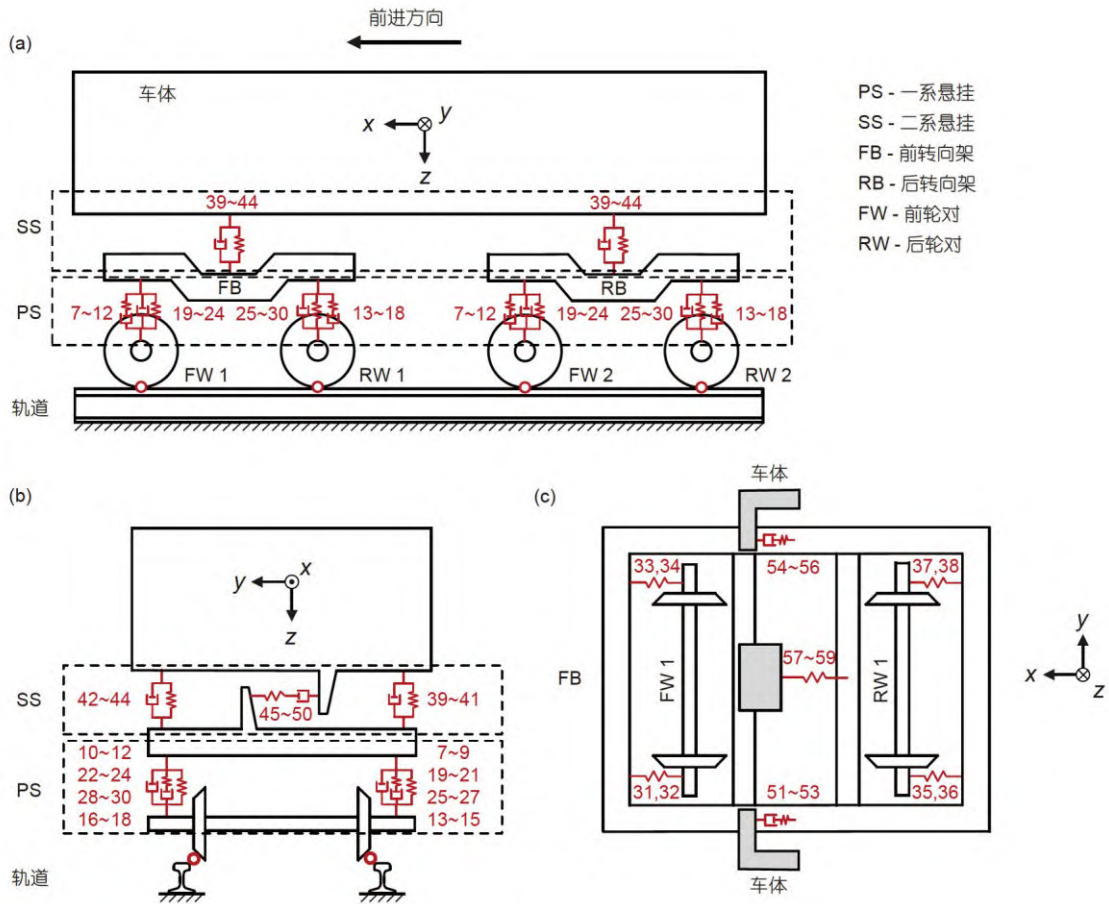 前进方向
(a)
车体
x
y
z
PS - 一系悬挂
SS - 二系悬挂
FB - 前转向架
RB - 后转向架
FW - 前轮对
RW - 后轮对
39~44
39~44
SS
FB
RB
PS
7~12
19~24
25~30
13~18
7~12
19~24
25~30
13~18
FW 1
RW 1
FW 2
RW 2
轨道
(b)
x
y
z
SS
42~44
45~50
39~41
PS
10~12
22~24
28~30
16~18
7~9
19~21
25~27
13~15
轨道
(c)
车体
33,34
54~56
37,38
FB
FW 1
57~59
RW 1
y
x
z
31,32
51~53
35,36
车体